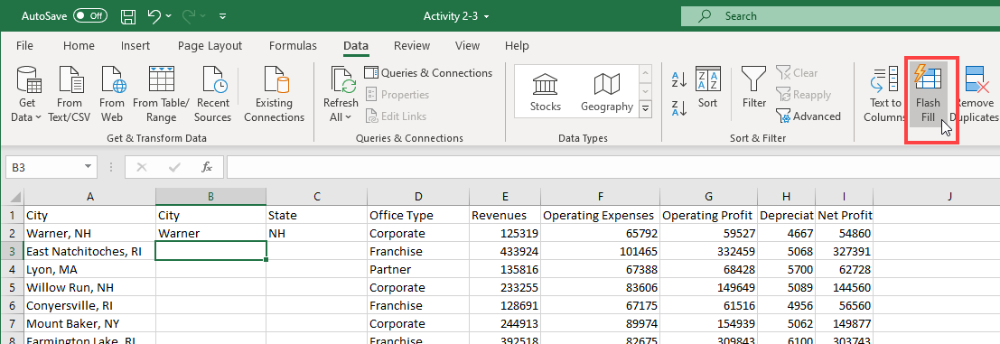 AutoSave Off Activity 2-3 Search
File Home Insert Page Layout Formulas Data Review View Help
Get Data
From Text/CSV
From Web
From Table/ Range
Recent Sources
Existing Connections
Get & Transform Data
Refresh All
Queries & Connections
Properties
Edit Links
Queries & Connections
Stocks
Geography
Data Types
Sort
Filter
Clear
Reapply
Advanced
Sort & Filter
Text to Columns
Flash Fill
Remove Duplicates
B3 fx
A B C D E F G H I J
1 City City State Office Type Revenues Operating Expenses Operating Profit Depreciat Net Profit
2 Warner, NH Warner NH Corporate 125319 65792 59527 4667 54860
3 East Natchitoches, RI Franchise 433924 101465 332459 5068 327391
4 Lyon, MA Partner 135816 67388 68428 5700 62728
5 Willow Run, NH Corporate 233255 83606 149649 5089 144560
6 Conyersville, RI Franchise 128691 67175 61516 4956 56560
7 Mount Baker, NY Corporate 244913 89974 154939 5062 149877
8 Farmington Lake, RI Franchise 392518 82675 309843 6100 303743